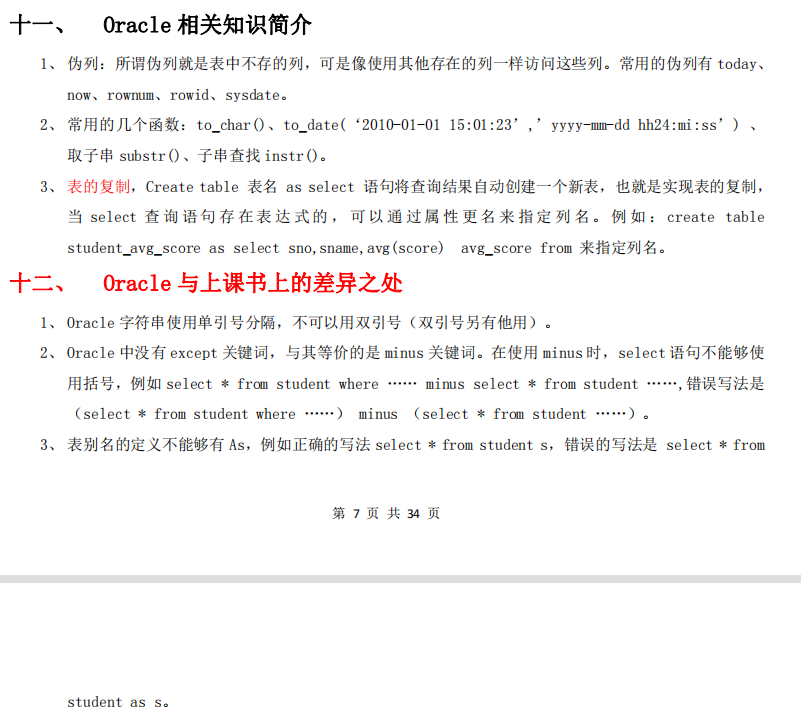 十一、 Oracle 相关知识简介
1、 伪列：所谓伪列就是表中不存的列，可是像使用其他存在的列一样访问这些列。常用的伪列有 today、
now、rownum、rowid、sysdate。
2、 常用的几个函数：to_char()、to_date(‘2010-01-01 15:01:23’,’yyyy-mm-dd hh24:mi:ss’) 、
取子串 substr()、子串查找 instr()。
3、 表的复制，Create table 表名 as select 语句将查询结果自动创建一个新表，也就是实现表的复制，
当 select 查询语句存在表达式的，可以通过属性更名来指定列名。例如：create table
student_avg_score as select sno,sname,avg(score) avg_score from 来指定列名。
十二、 Oracle 与上课书上的差异之处
1、 Oracle 字符串使用单引号分隔，不可以用双引号（双引号另有他用）。
2、 Oracle 中没有 except 关键词，与其等价的是 minus 关键词。在使用 minus 时，select 语句不能够使
用括号，例如 select * from student where …… minus select * from student ……,错误写法是
（select * from student where ……） minus （select * from student ……）。
3、 表别名的定义不能够有 As，例如正确的写法 select * from student s，错误的写法是 select * from
第 7 页 共 34 页
student as s。